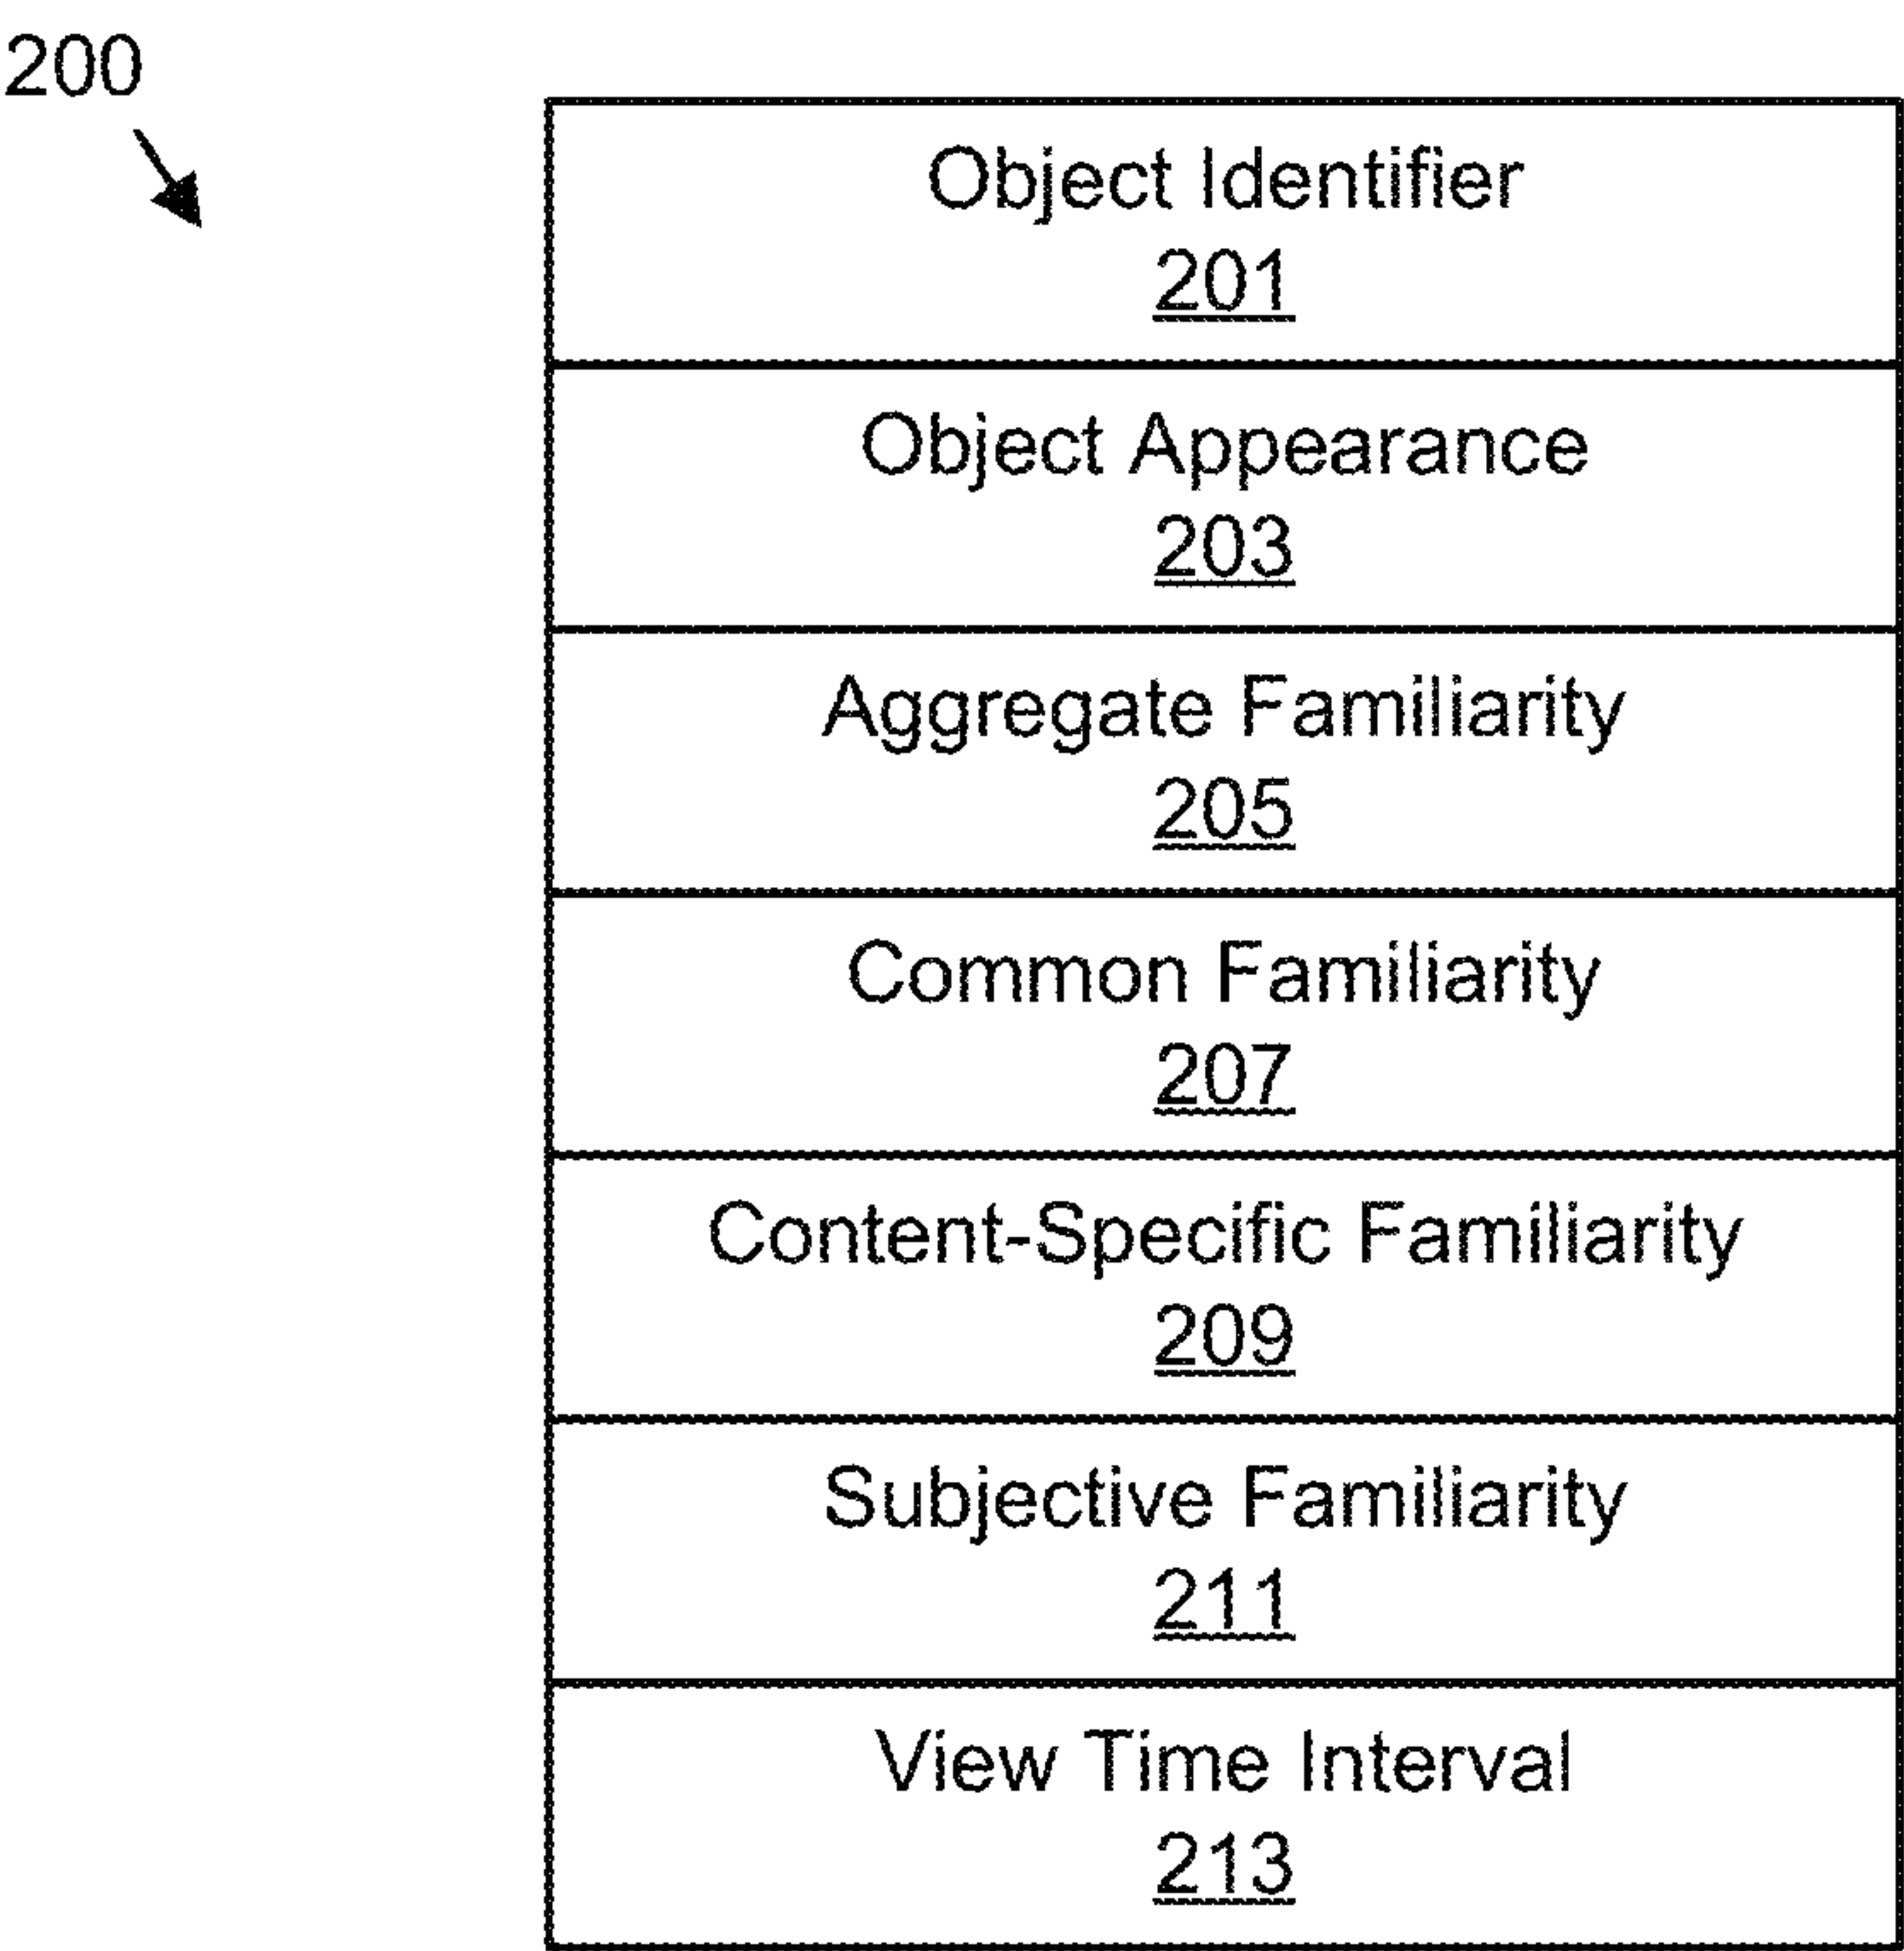 200
Object Identifier
201
Object Appearance
203
Aggregate Familiarity
205
Common Familiarity
207
Content-Specific Familiarity
209
Subjective Familiarity
211
View Time Interval
213